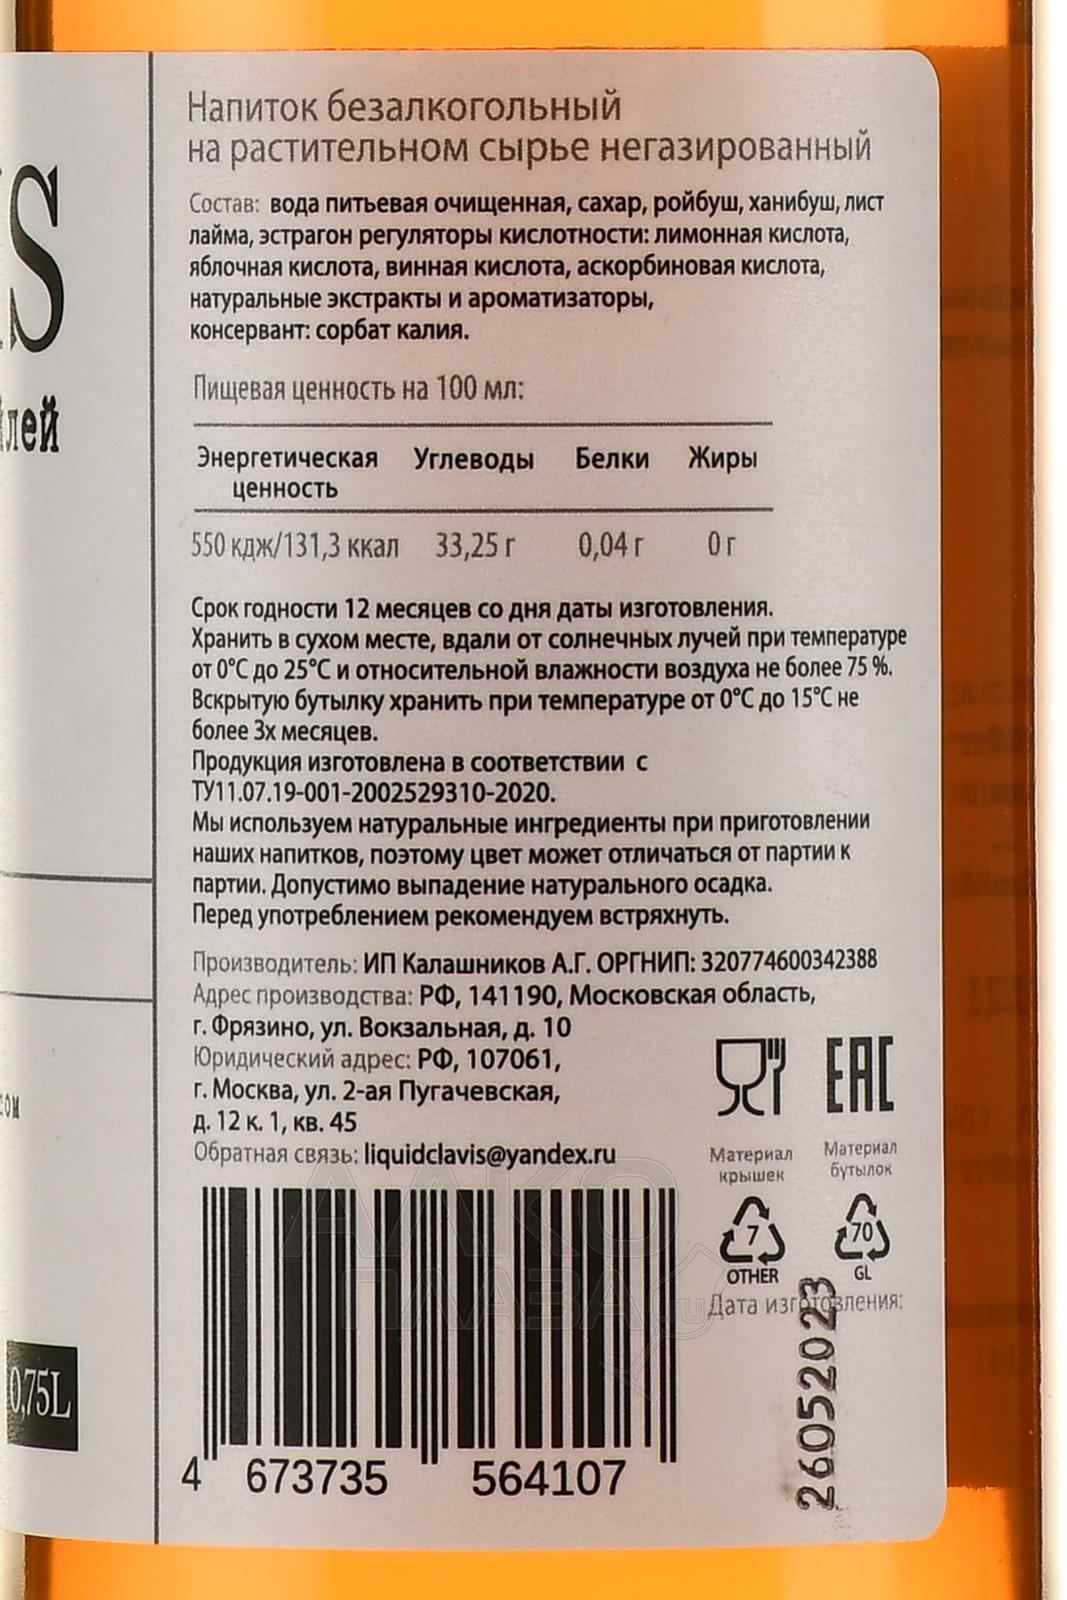 Напиток безалкогольный
на растительном сырье негазированный
Состав: вода питьевая очищенная, сахар, ройбуш, ханибуш, лист
лайма, эстрагон регуляторы кислотности: лимонная кислота,
яблочная кислота, винная кислота, аскорбиновая кислота,
натуральные экстракты и ароматизаторы,
консервант: сорбат калия.
Пищевая ценность на 100 мл:
Энергетическая ценность Углеводы Белки Жиры
550 кдж/131,3 ккал 33,25 г 0,04 г 0 г
Срок годности 12 месяцев со дня даты изготовления.
Хранить в сухом месте, вдали от солнечных лучей при температуре
от 0°С до 25°С и относительной влажности воздуха не более 75 %.
Вскрытую бутылку хранить при температуре от 0°С до 15°С не
более 3х месяцев.
Продукция изготовлена в соответствии с
ТУ11.07.19-001-2002529310-2020.
Мы используем натуральные ингредиенты при приготовлении
наших напитков, поэтому цвет может отличаться от партии к
партии. Допустимо выпадение натурального осадка.
Перед употреблением рекомендуем встряхнуть.
Производитель: ИП Калашников А.Г. ОРГНИП: 320774600342388
Адрес производства: РФ, 141190, Московская область,
г. Фрязино, ул. Вокзальная, д. 10
Юридический адрес: РФ, 107061,
г. Москва, ул. 2-ая Пугачевская,
д. 12 к. 1, кв. 45
Обратная связь: liquidclavis@yandex.ru
EAC
Материал крышек
Материал бутылок
7
OTHER
70
GL
Дата изготовления:
26052023
4 673735 564107
0,75L
АЛКО
ПЛАЗА.ru